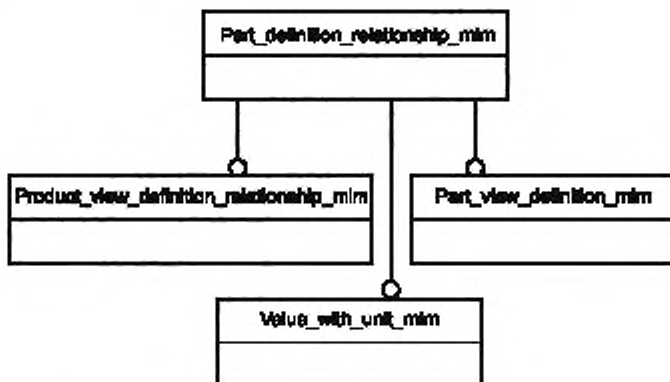 Part_definition_relationship_mim
Product_view_definition_relationship_mim
Part_view_definition_mim
Value_with_unit_mim